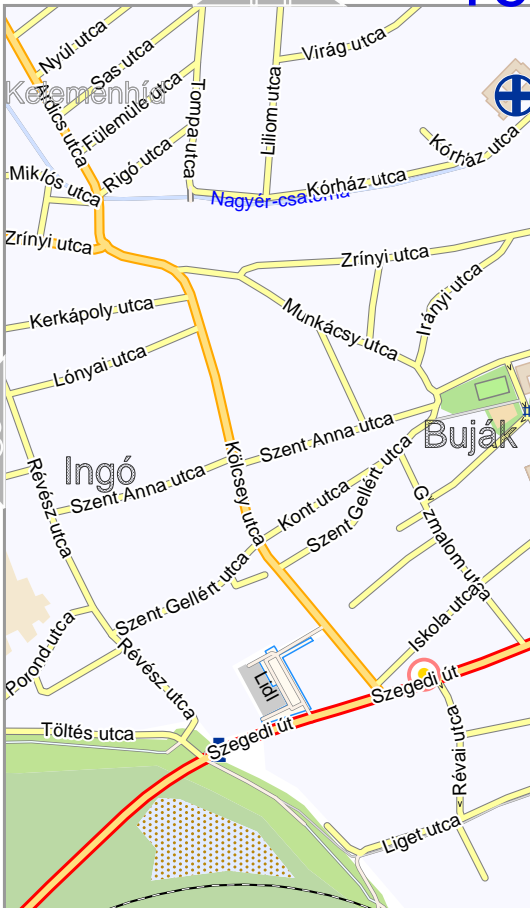 Nyúl utca
Virág utca
Sas utca
Kelemenhíd
Ardics utca
Fülemüle utca
Tompa utca
Liliom utca
Kórház utca
Rigó utca
Miklós utca
Kórház utca
Nagyér-csatorna
Zrínyi utca
Zrínyi utca
Irányi utca
Kerkápoly utca
Munkácsy utca
Lónyai utca
Szent Anna utca
Buják
Ingó
Kölcsey utca
Szent Anna utca
Révész utca
Kont utca
Szent Gellért utca
Gőzmalom utca
Szent Gellért utca
Iskola utca
Porond utca
Révész utca
Lidl
Szegedi út
Töltés utca
Szegedi út
Révai utca
Liget utca